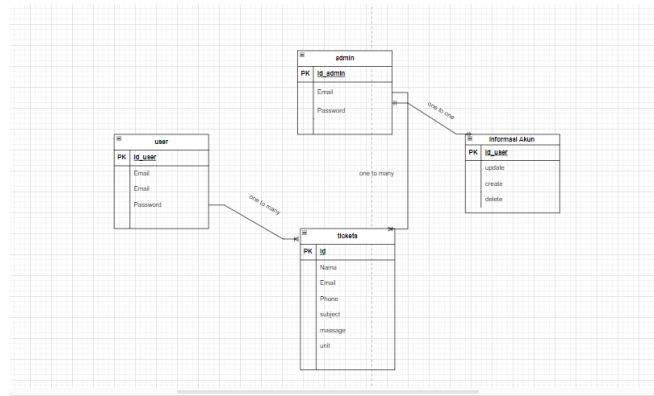 admin
PK id_admin
Email
Password
one to one
Informasi Akun
PK id_user
update
create
delete
user
PK id_user
Email
Email
Password
one to many
one to many
tickets
PK id
Nama
Email
Phone
subject
massage
unit